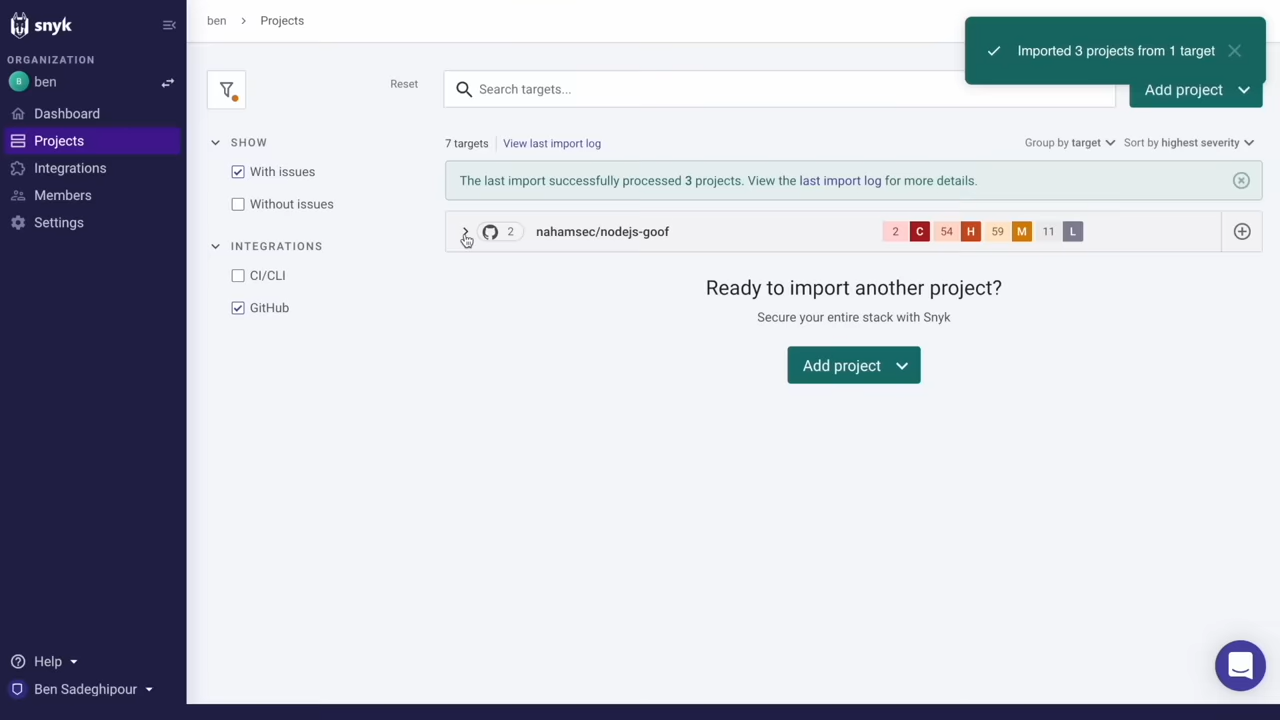 snyk
ben > Projects
Imported 3 projects from 1 target
ORGANIZATION
B ben
Dashboard
Projects
Integrations
Members
Settings
Reset
Search targets...
Add project
SHOW
With issues
Without issues
INTEGRATIONS
CI/CLI
GitHub
7 targets
View last import log
Group by target
Sort by highest severity
The last import successfully processed 3 projects. View the last import log for more details.
2 nahamsec/nodejs-goof 2 C 54 H 59 M 11 L
Ready to import another project?
Secure your entire stack with Snyk
Add project
Help
Ben Sadeghipour